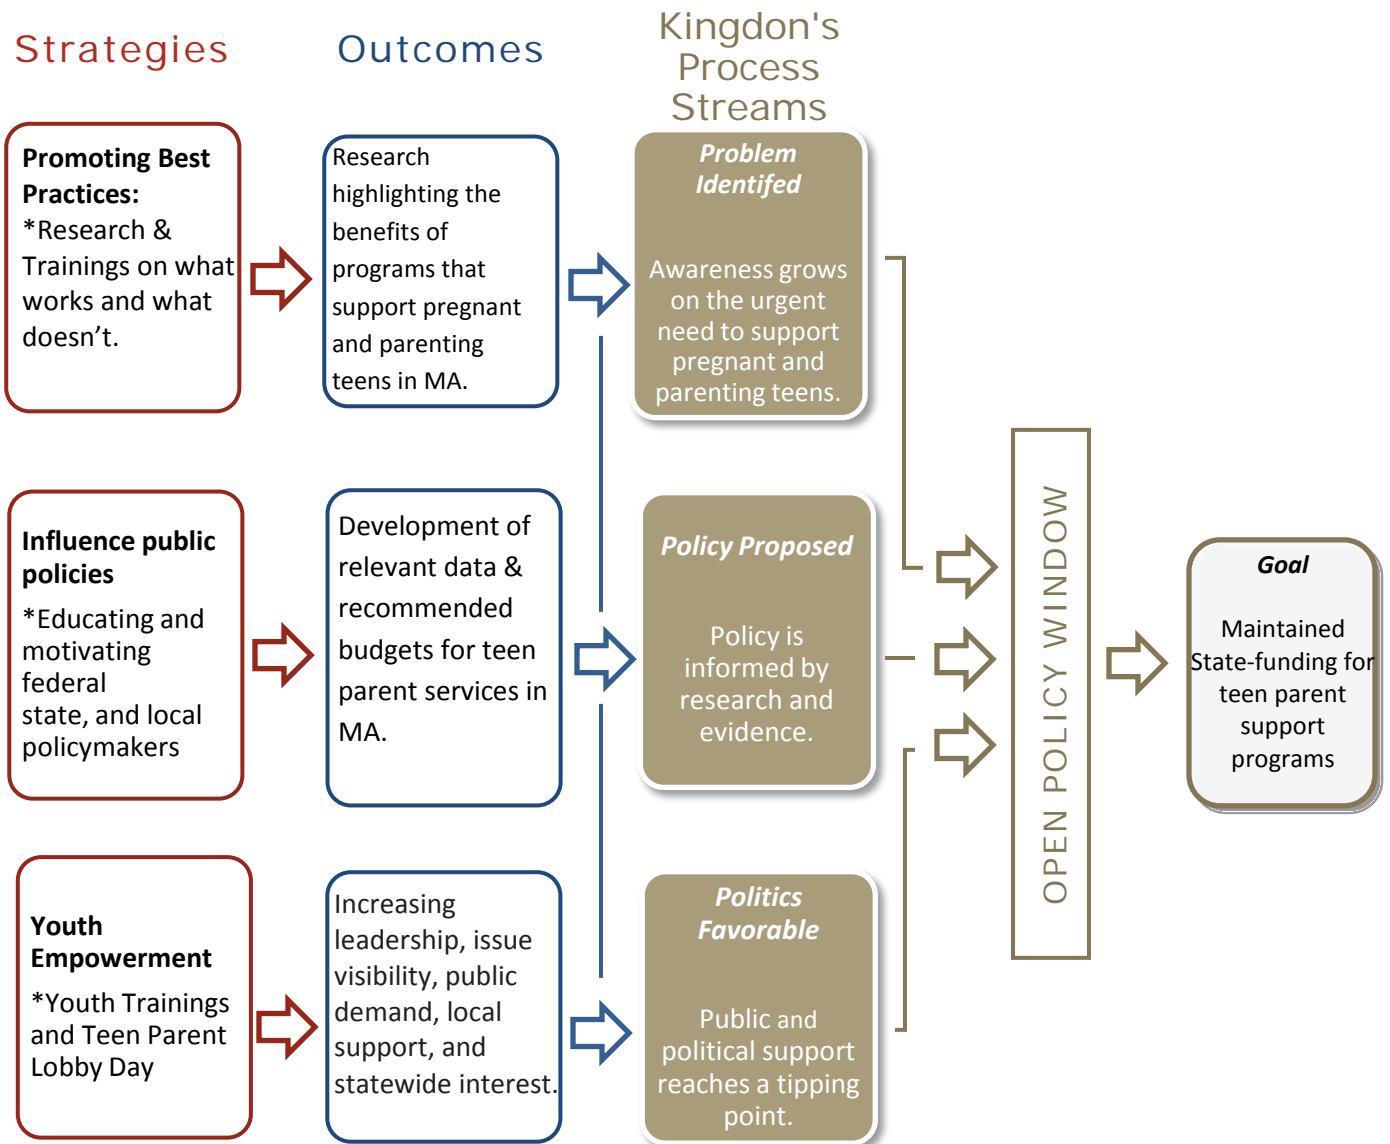 Strategies
Outcomes
Kingdon's
Process
Streams
Promoting Best
Practices:
*Research &
Trainings on what
works and what
doesn’t.
Research
highlighting the
benefits of
programs that
support pregnant
and parenting
teens in MA.
Problem
Identifed
Awareness grows
on the urgent
need to support
pregnant and
parenting teens.
Influence public
policies
*Educating and
motivating
federal
state, and local
policymakers
Development of
relevant data &
recommended
budgets for teen
parent services in
MA.
Policy Proposed
Policy is
informed by
research and
evidence.
Youth
Empowerment
*Youth Trainings
and Teen Parent
Lobby Day
Increasing
leadership, issue
visibility, public
demand, local
support, and
statewide interest.
Politics
Favorable
Public and
political support
reaches a tipping
point.
OPEN POLICY WINDOW
Goal
Maintained
State-funding for
teen parent
support
programs